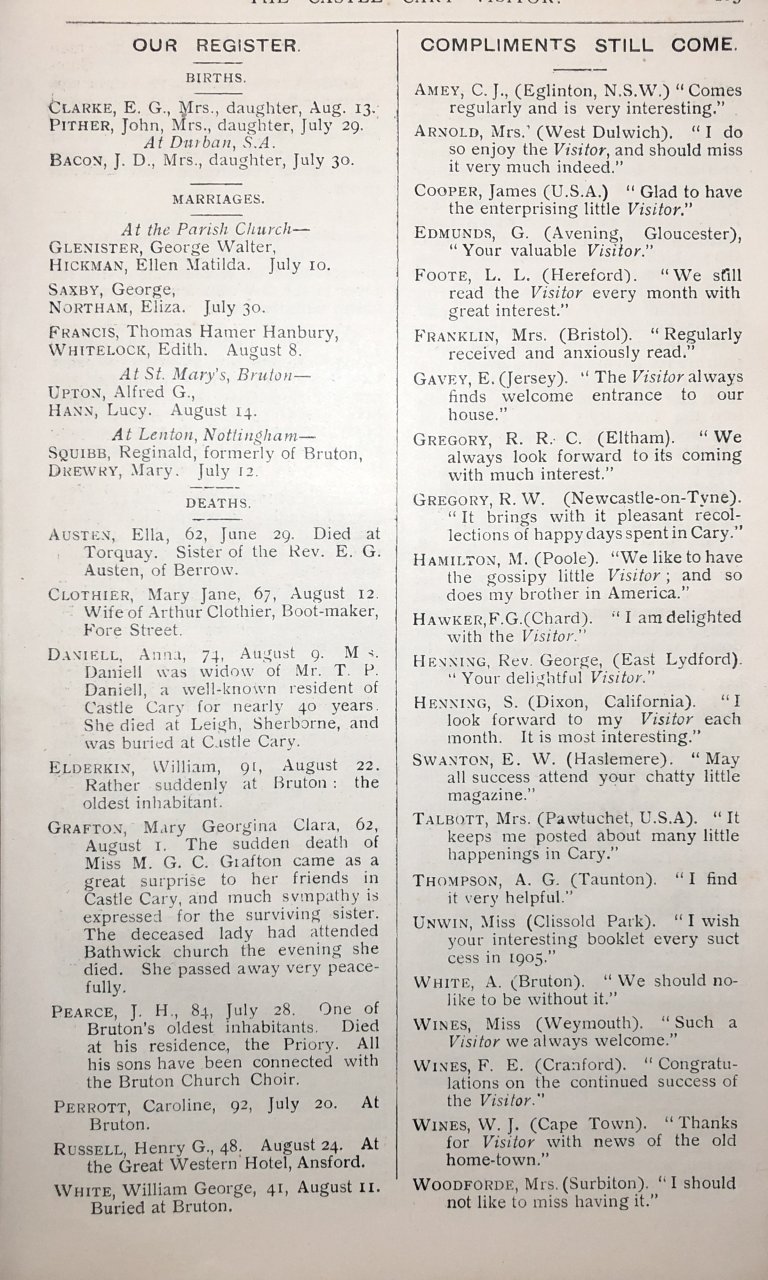 THE CASTLE CARY VISITOR.
OUR REGISTER.
BIRTHS.
CLARKE, E. G., Mrs., daughter, Aug. 13.
PITHER, John, Mrs., daughter, July 29.
At Durban, S.A.
BACON, J. D., Mrs., daughter, July 30.
MARRIAGES.
At the Parish Church—
GLENISTER, George Walter,
HICKMAN, Ellen Matilda. July 10.
SAXBY, George,
NORTHAM, Eliza. July 30.
FRANCIS, Thomas Hamer Hanbury,
WHITELOCK, Edith. August 8.
At St. Mary's, Bruton—
UPTON, Alfred G.,
HANN, Lucy. August 14.
At Lenton, Nottingham—
SQUIBB, Reginald, formerly of Bruton,
DREWRY, Mary. July 12.
DEATHS.
AUSTEN, Ella, 62, June 29. Died at
Torquay. Sister of the Rev. E. G.
Austen, of Berrow.
CLOTHIER, Mary Jane, 67, August 12.
Wife of Arthur Clothier, Boot-maker,
Fore Street.
DANIELL, Anna, 74, August 9. M s.
Daniell was widow of Mr. T. P.
Daniell, a well-known resident of
Castle Cary for nearly 40 years.
She died at Leigh, Sherborne, and
was buried at Castle Cary.
ELDERKIN, William, 91, August 22.
Rather suddenly at Bruton : the
oldest inhabitant.
GRAFTON, Mary Georgina Clara, 62,
August 1. The sudden death of
Miss M. G. C. Grafton came as a
great surprise to her friends in
Castle Cary, and much sympathy is
expressed for the surviving sister.
The deceased lady had attended
Bathwick church the evening she
died. She passed away very peace-
fully.
PEARCE, J. H., 84, July 28. One of
Bruton's oldest inhabitants. Died
at his residence, the Priory. All
his sons have been connected with
the Bruton Church Choir.
PERROTT, Caroline, 92, July 20. At
Bruton.
RUSSELL, Henry G., 48. August 24. At
the Great Western Hotel, Ansford.
WHITE, William George, 41, August 11.
Buried at Bruton.
COMPLIMENTS STILL COME.
AMEY, C. J., (Eglinton, N.S.W.) “Comes
regularly and is very interesting.”
ARNOLD, Mrs. (West Dulwich). “I do
so enjoy the Visitor, and should miss
it very much indeed.”
COOPER, James (U.S.A.) “Glad to have
the enterprising little Visitor.”
EDMUNDS, G. (Avening, Gloucester),
“Your valuable Visitor.”
FOOTE, L. L. (Hereford). “We still
read the Visitor every month with
great interest.”
FRANKLIN, Mrs. (Bristol). “Regularly
received and anxiously read.”
GAVEY, E. (Jersey). “The Visitor always
finds welcome entrance to our
house.”
GREGORY, R. R. C. (Eltham). “We
always look forward to its coming
with much interest.”
GREGORY, R. W. (Newcastle-on-Tyne).
“It brings with it pleasant recol-
lections of happy days spent in Cary.”
HAMILTON, M. (Poole). “We like to have
the gossipy little Visitor ; and so
does my brother in America.”
HAWKER, F.G. (Chard). “I am delighted
with the Visitor.”
HENNING, Rev. George, (East Lydford).
“Your delightful Visitor.”
HENNING, S. (Dixon, California). “I
look forward to my Visitor each
month. It is most interesting.”
SWANTON, E. W. (Haslemere). “May
all success attend your chatty little
magazine.”
TALBOTT, Mrs. (Pawtuchet, U.S.A). “It
keeps me posted about many little
happenings in Cary.”
THOMPSON, A. G. (Taunton). “I find
it very helpful.”
UNWIN, Miss (Clissold Park). “I wish
your interesting booklet every suct
cess in 1905.”
WHITE, A. (Bruton). “We should no-
like to be without it.”
WINES, Miss (Weymouth). “Such a
Visitor we always welcome.”
WINES, F. E. (Cranford). “Congratu-
lations on the continued success of
the Visitor.”
WINES, W. J. (Cape Town). “Thanks
for Visitor with news of the old
home-town.”
WOODFORDE, Mrs. (Surbiton). “I should
not like to miss having it.”